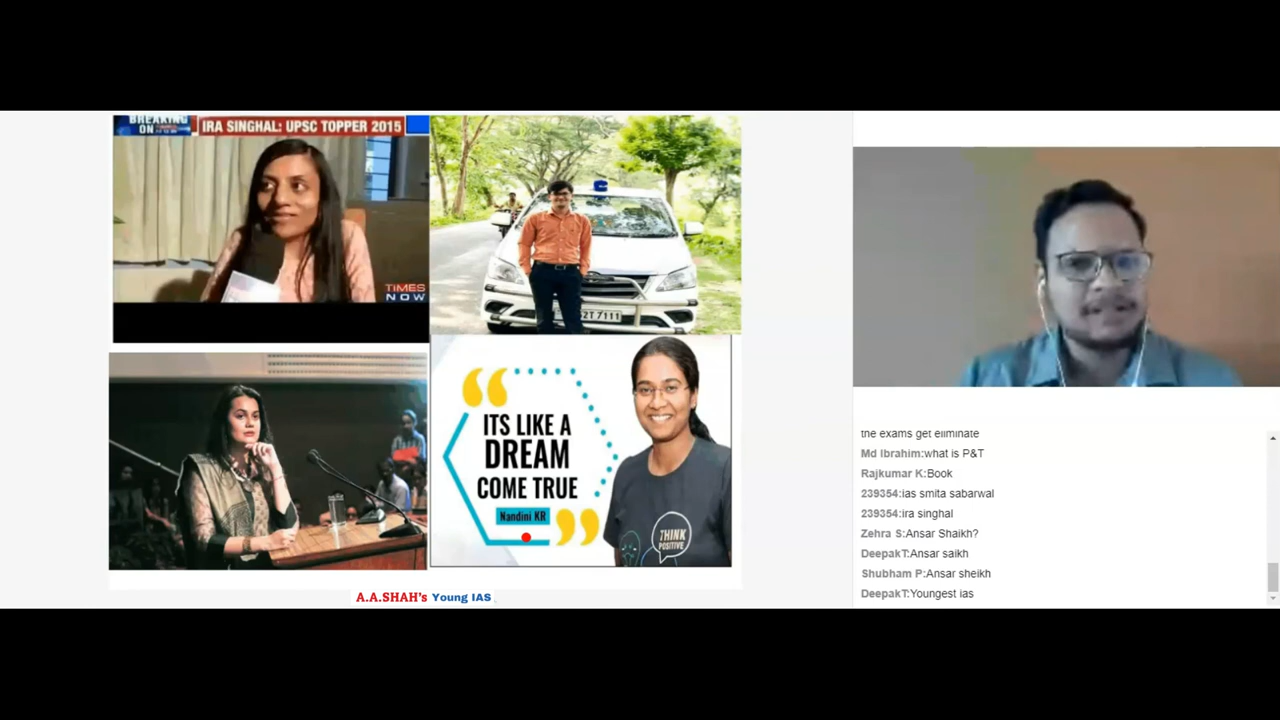 BREAKING
ON
IRA SINGHAL: UPSC TOPPER 2015
TIMES
NOW
2T 7111
ITS LIKE A
DREAM
COME TRUE
Nandini KR
THINK
POSITIVE
A.A.SHAH's Young IAS
the exams get eliminate
Md Ibrahim:what is P&T
Rajkumar K:Book
239354:ias smita sabarwal
239354:ira singhal
Zehra S:Ansar Shaikh?
DeepakT:Ansar saikh
Shubham P:Ansar sheikh
DeepakT:Youngest ias